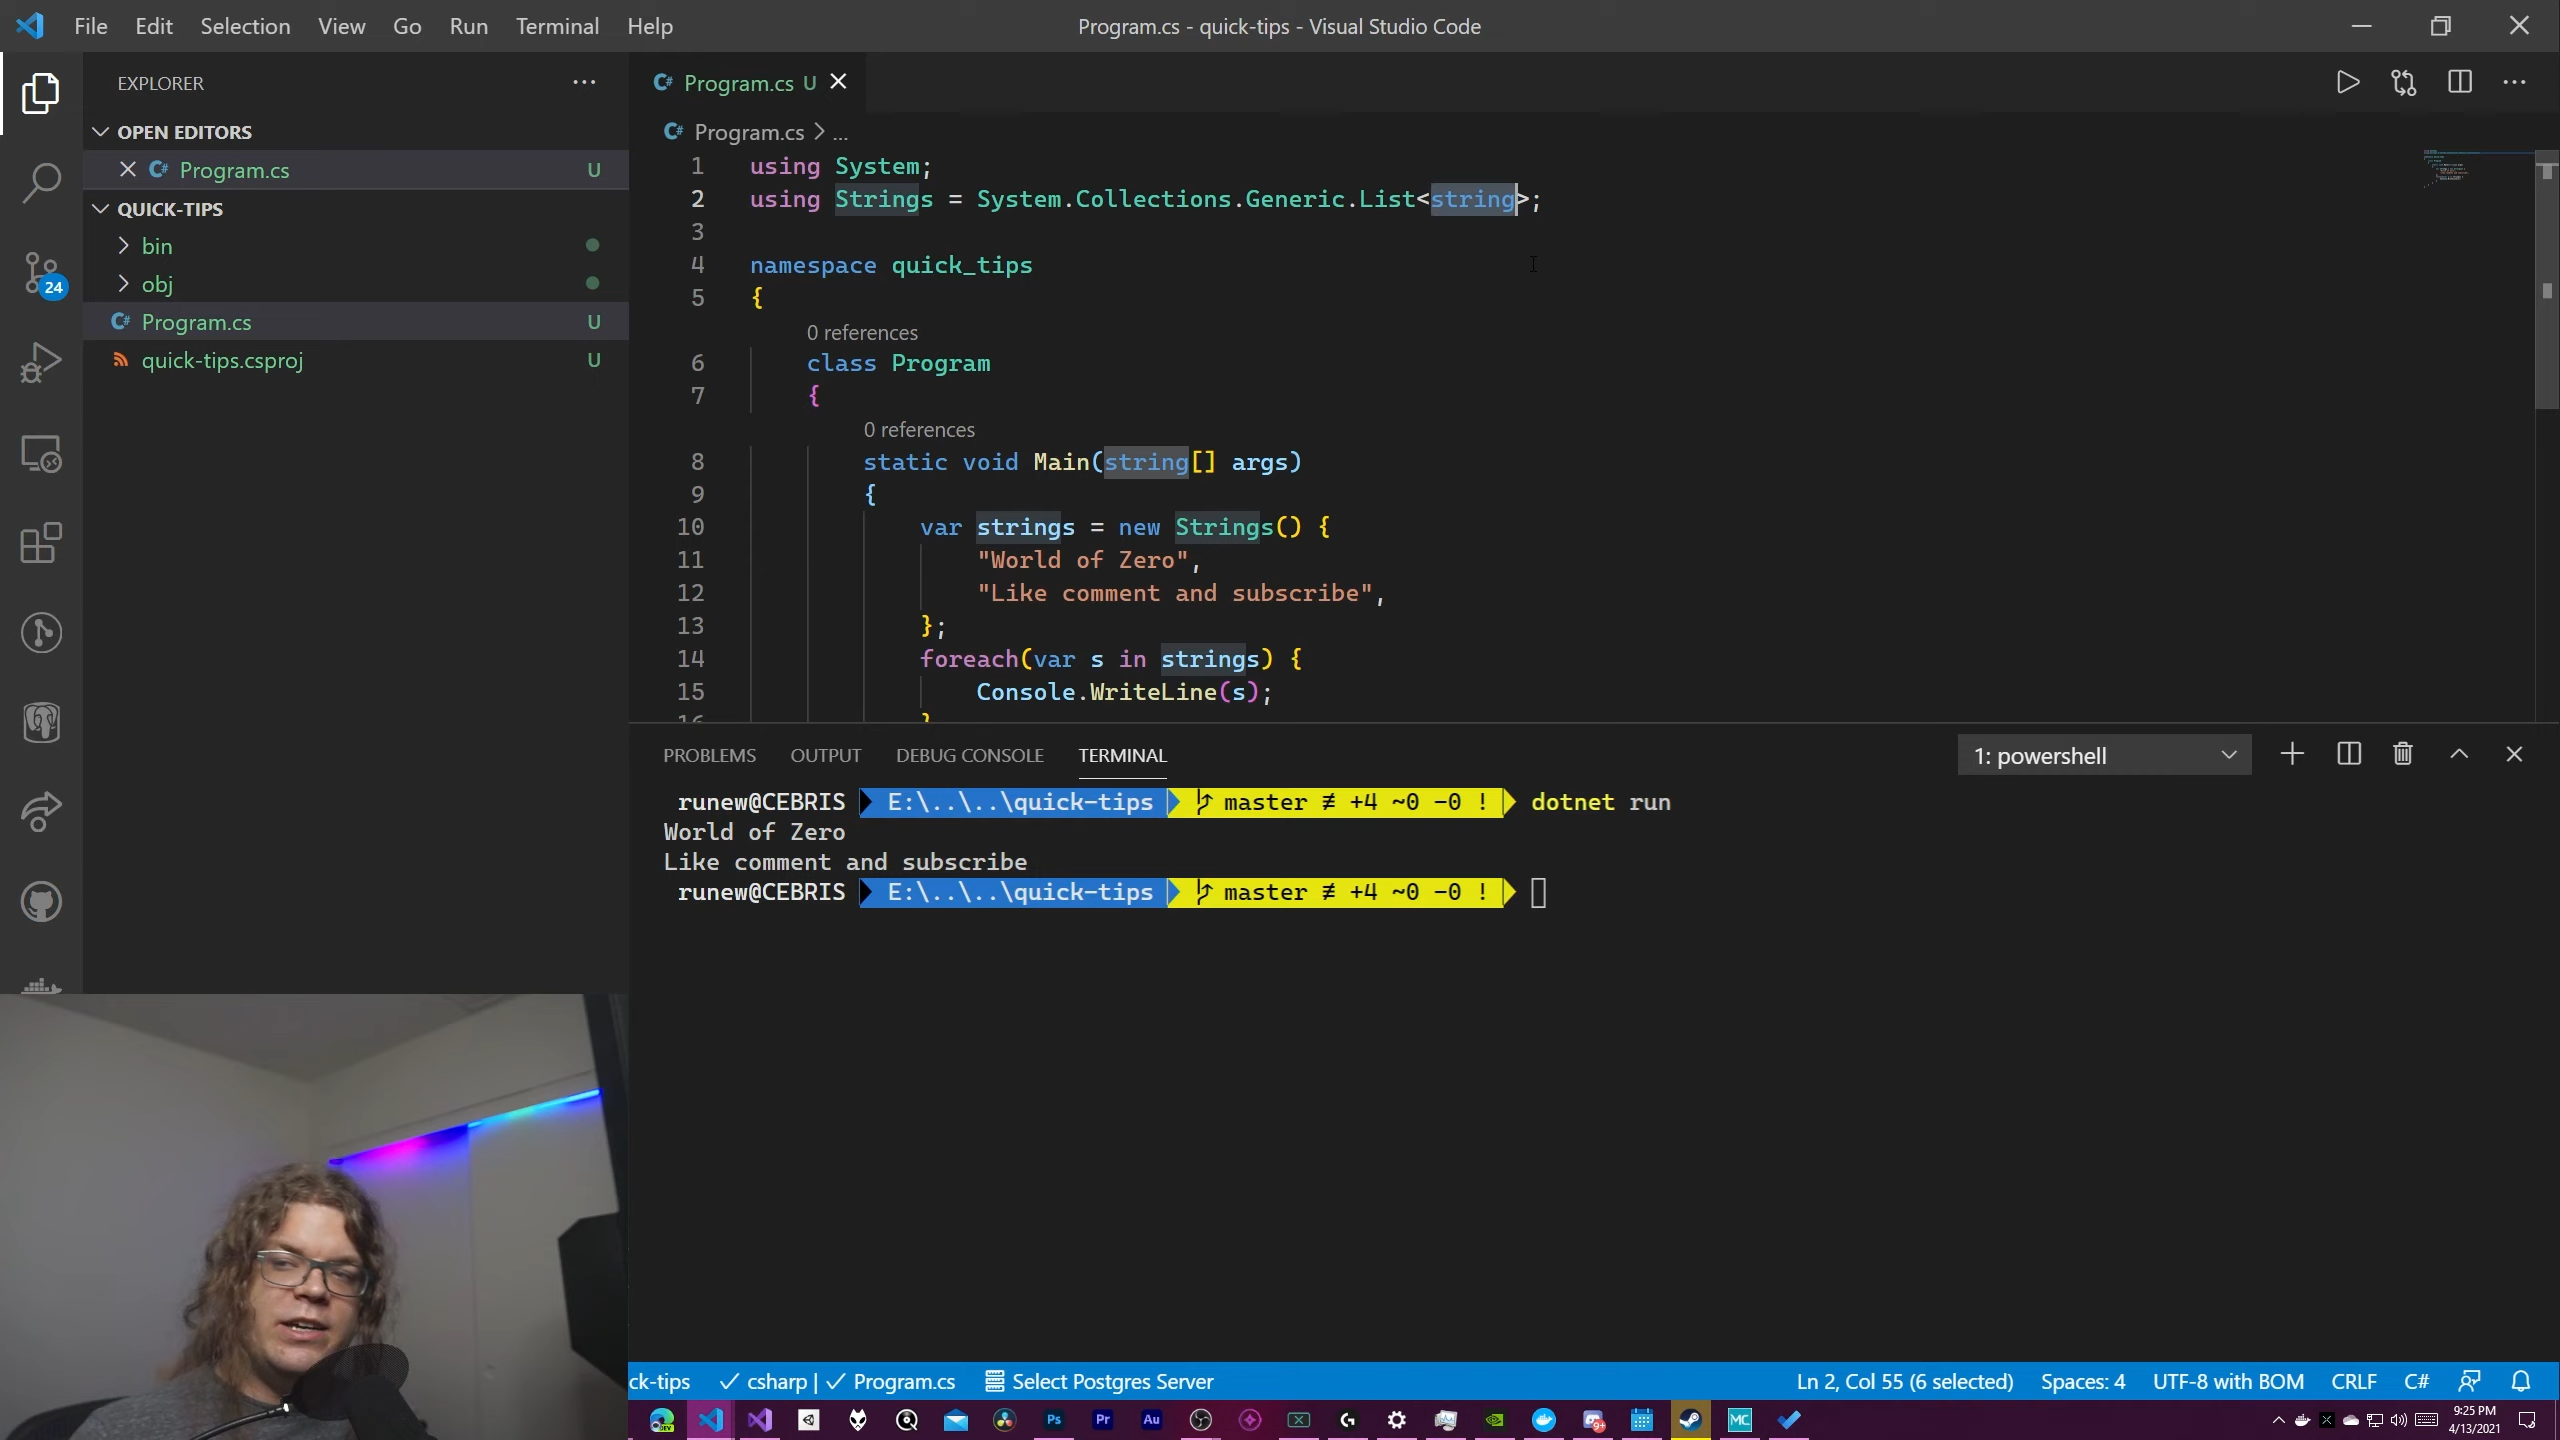 File Edit Selection View Go Run Terminal Help
Program.cs - quick-tips - Visual Studio Code
EXPLORER
OPEN EDITORS
Program.cs U
QUICK-TIPS
bin
obj
Program.cs U
quick-tips.csproj U
24
Program.cs U
Program.cs > ...
1 using System;
2 using Strings = System.Collections.Generic.List<string>;
3
4 namespace quick_tips
5 {
0 references
6 class Program
7 {
0 references
8 static void Main(string[] args)
9 {
10 var strings = new Strings() {
11 "World of Zero",
12 "Like comment and subscribe",
13 };
14 foreach(var s in strings) {
15 Console.WriteLine(s);
16 }
PROBLEMS OUTPUT DEBUG CONSOLE TERMINAL
1: powershell
runew@CEBRIS E:\..\..\quick-tips master ≢ +4 ~0 -0 ! dotnet run
World of Zero
Like comment and subscribe
runew@CEBRIS E:\..\..\quick-tips master ≢ +4 ~0 -0 !
ck-tips csharp | Program.cs Select Postgres Server
Ln 2, Col 55 (6 selected) Spaces: 4 UTF-8 with BOM CRLF C#
DEV Ps Pr Au 9+ MC
9:25 PM
4/13/2021